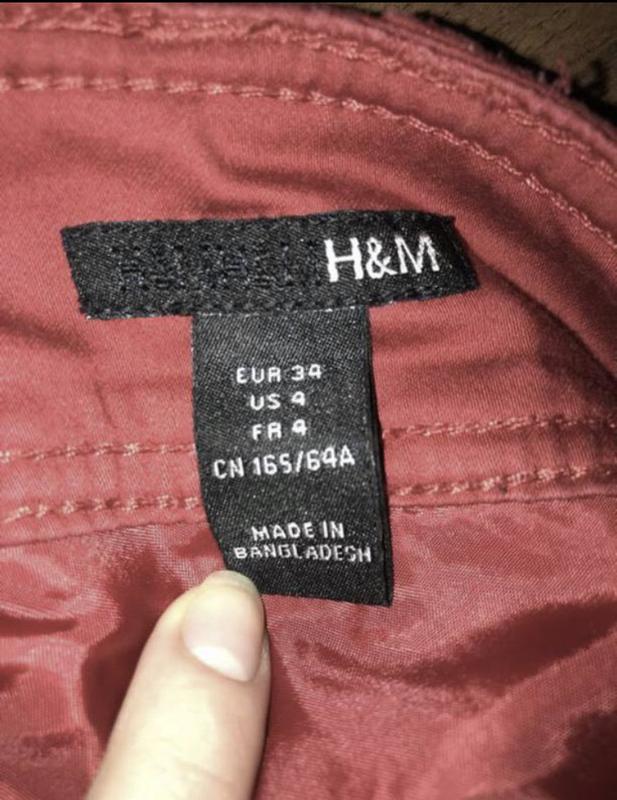 H&M
EUR 34
US 4
FR 4
CN 165/64A
MADE IN
BANGLADESH